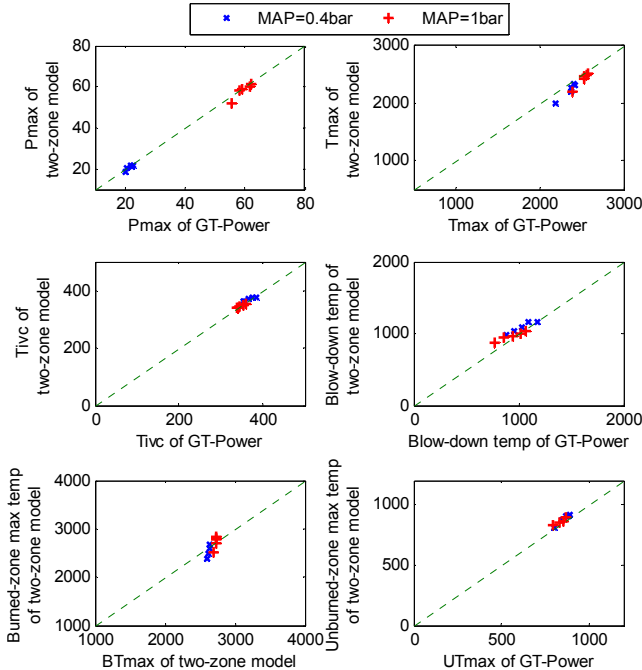 MAP=0.4bar MAP=1bar
80
60
40
20
20 40 60 80
Pmax of
two-zone model
Pmax of GT-Power
3000
2000
1000
1000 2000 3000
Tmax of
two-zone model
Tmax of GT-Power
400
200
0
0 200 400
Tivc of
two-zone model
Tivc of GT-Power
2000
1000
0
0 1000 2000
Blow-down temp of
two-zone model
Blow-down temp of GT-Power
4000
3000
2000
1000
1000 2000 3000 4000
Burned-zone max temp
of two-zone model
BTmax of two-zone model
1000
500
0
0 500 1000
Unburned-zone max temp
of two-zone model
UTmax of GT-Power